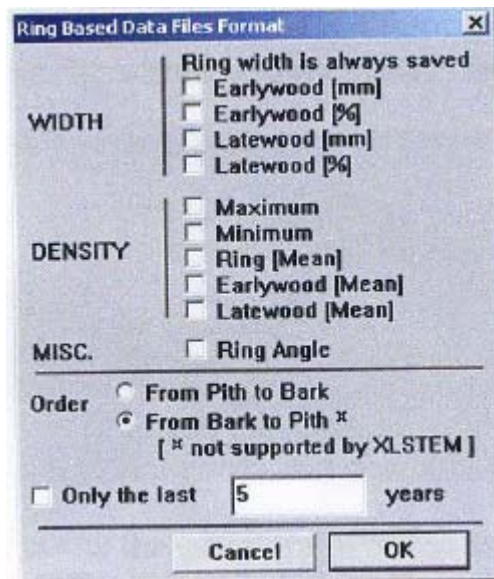 Ring Based Data Files Format
Ring width is always saved
WIDTH
Earlywood [mm]
Earlywood [%]
Latewood [mm]
Latewood [%]
DENSITY
Maximum
Minimum
Ring [Mean]
Earlywood [Mean]
Latewood [Mean]
MISC.
Ring Angle
Order
From Pith to Bark
From Bark to Pith *
[ * not supported by XLSTEM ]
Only the last 5 years
Cancel OK